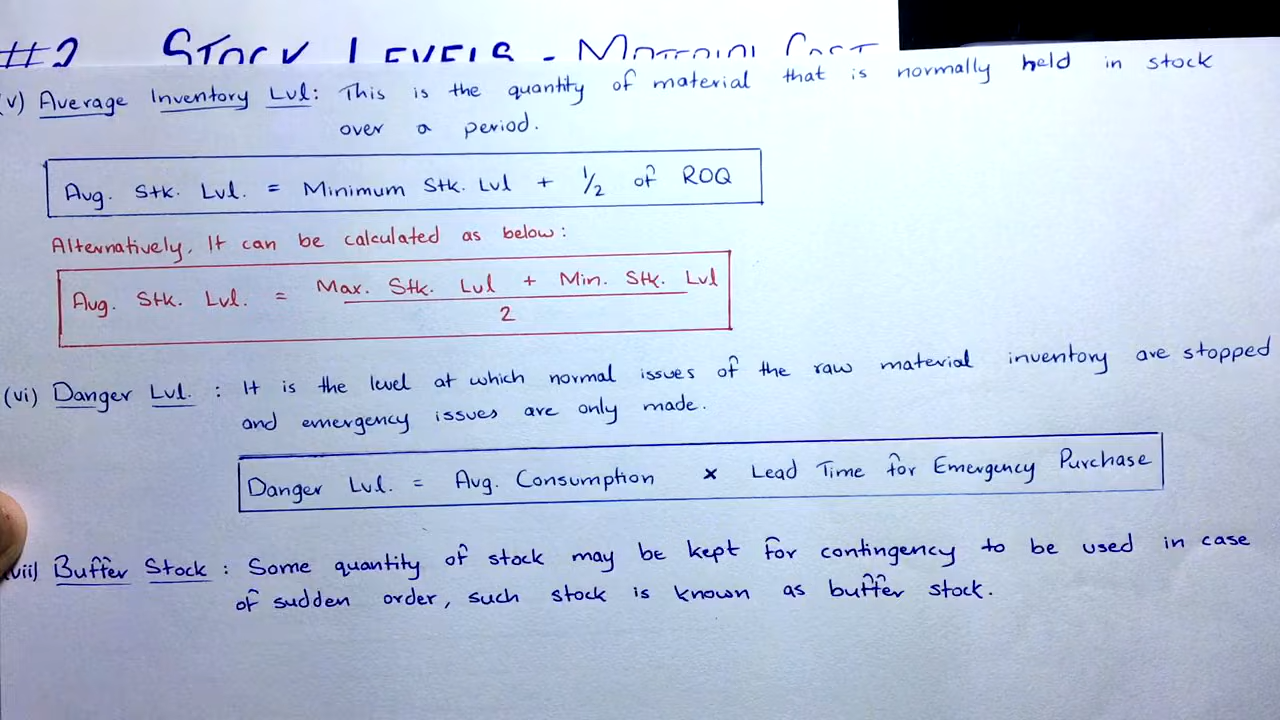 #2 STOCK LEVELS - Material Cost
(v) Average Inventory Lvl: This is the quantity of material that is normally held in stock
over a period.
Avg. Stk. Lvl. = Minimum Stk. Lvl + 1/2 of ROQ
Alternatively, It can be calculated as below:
Avg. Stk. Lvl. = Max. Stk. Lvl + Min. Stk. Lvl
2
(vi) Danger Lvl. : It is the level at which normal issues of the raw material inventory are stopped
and emergency issues are only made.
Danger Lvl. = Avg. Consumption x Lead Time for Emergency Purchase
(vii) Buffer Stock : Some quantity of stock may be kept for contingency to be used in case
of sudden order, such stock is known as buffer stock.